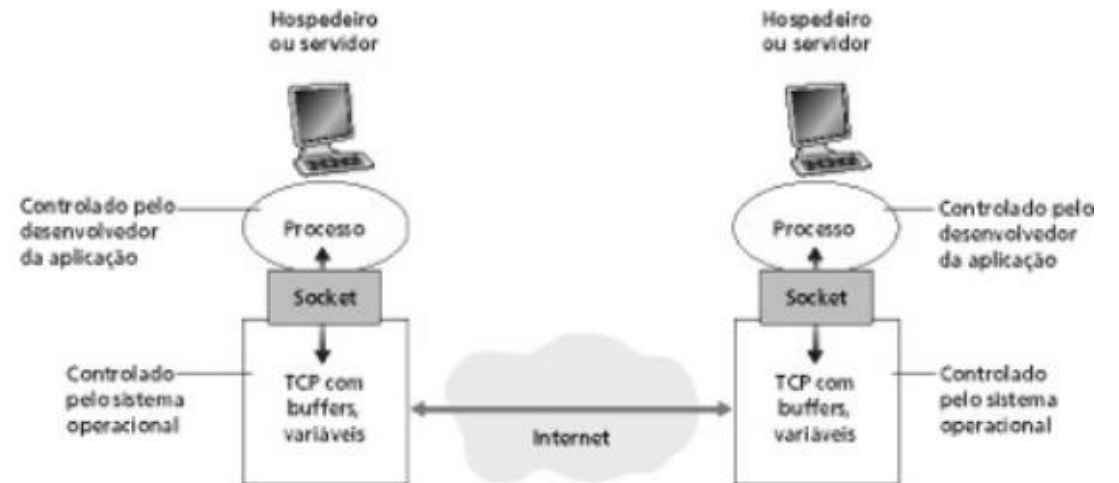 Hospedeiro
ou servidor
Hospedeiro
ou servidor
Controlado pelo
desenvolvedor
da aplicação
Processo
Processo
Controlado pelo
desenvolvedor
da aplicação
Socket
Socket
Controlado
pelo sistema
operacional
TCP com
buffers,
variáveis
Internet
TCP com
buffers,
variáveis
Controlado
pelo sistema
operacional